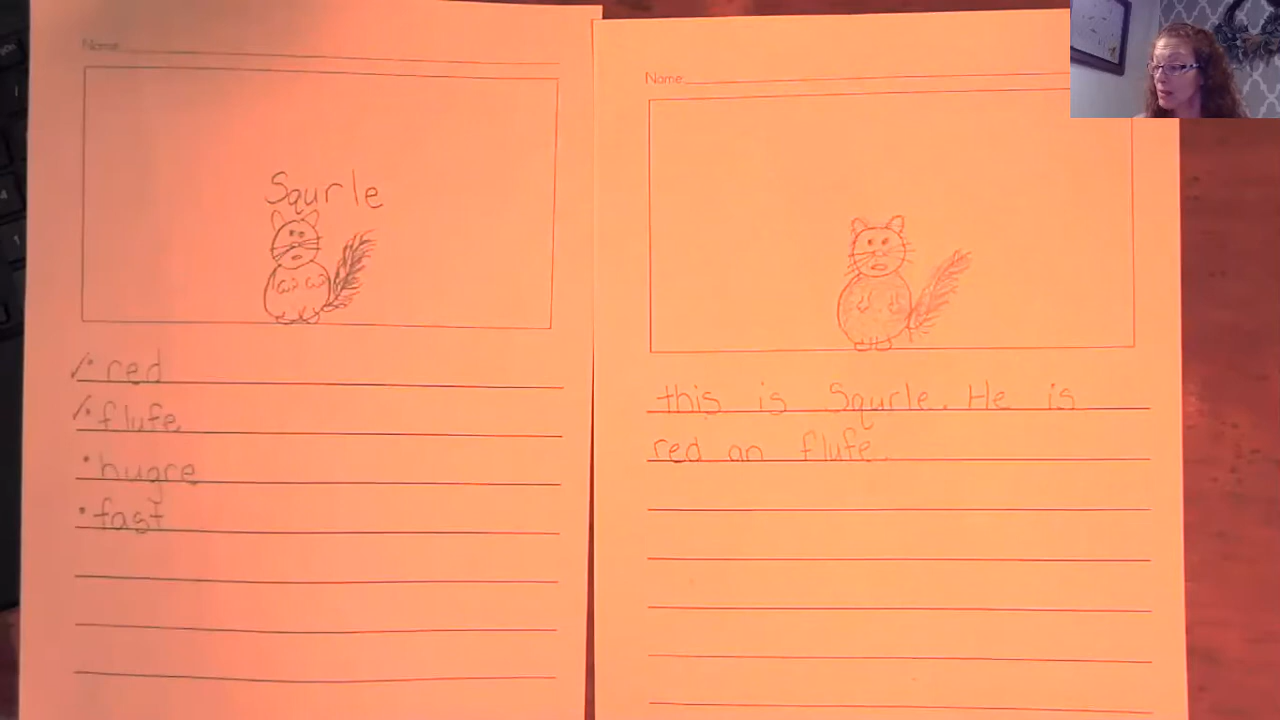 Name
Squrle
✓• red
✓• flufe
• hugre
• fast
Name
this is Squrle. He is
red an flufe.